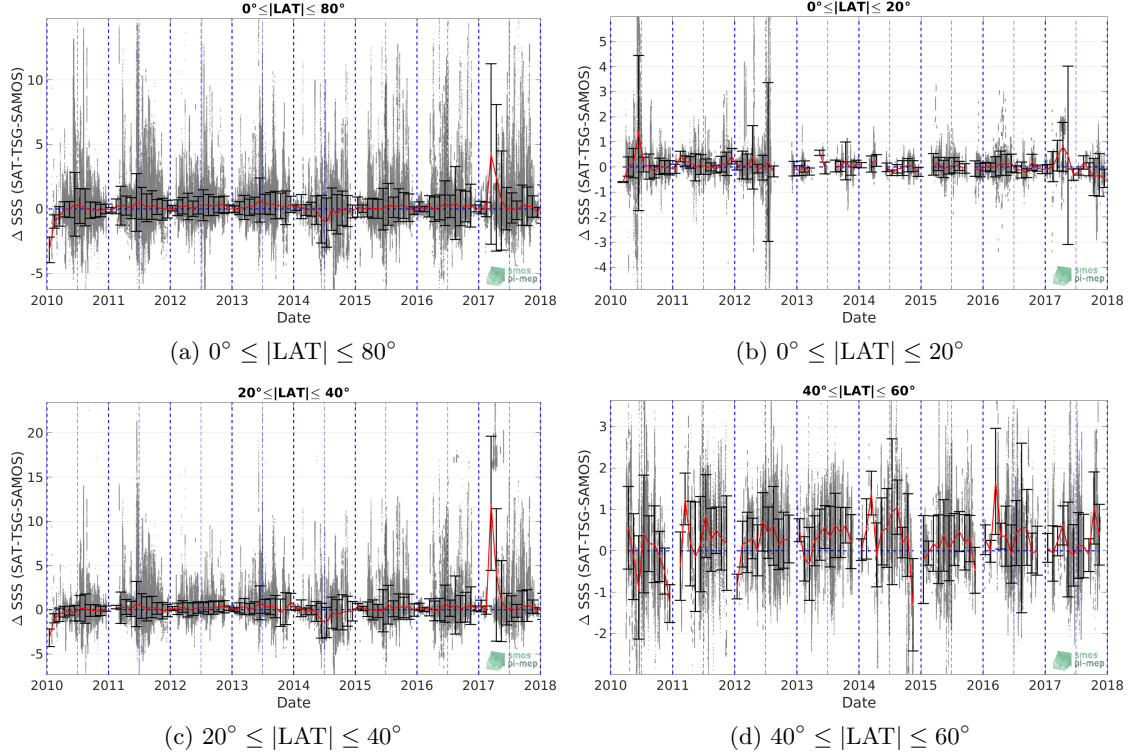 0°≤|LAT|≤ 80°
Δ SSS (SAT-TSG-SAMOS)
10
5
0
-5
2010 2011 2012 2013 2014 2015 2016 2017 2018
Date
smos
pi-mep
(a) 0° ≤ |LAT| ≤ 80°
0°≤|LAT|≤ 20°
Δ SSS (SAT-TSG-SAMOS)
5
4
3
2
1
0
-1
-2
-3
-4
2010 2011 2012 2013 2014 2015 2016 2017 2018
Date
smos
pi-mep
(b) 0° ≤ |LAT| ≤ 20°
20°≤|LAT|≤ 40°
Δ SSS (SAT-TSG-SAMOS)
20
15
10
5
0
-5
2010 2011 2012 2013 2014 2015 2016 2017 2018
Date
smos
pi-mep
(c) 20° ≤ |LAT| ≤ 40°
40°≤|LAT|≤ 60°
Δ SSS (SAT-TSG-SAMOS)
3
2
1
0
-1
-2
2010 2011 2012 2013 2014 2015 2016 2017 2018
Date
smos
pi-mep
(d) 40° ≤ |LAT| ≤ 60°